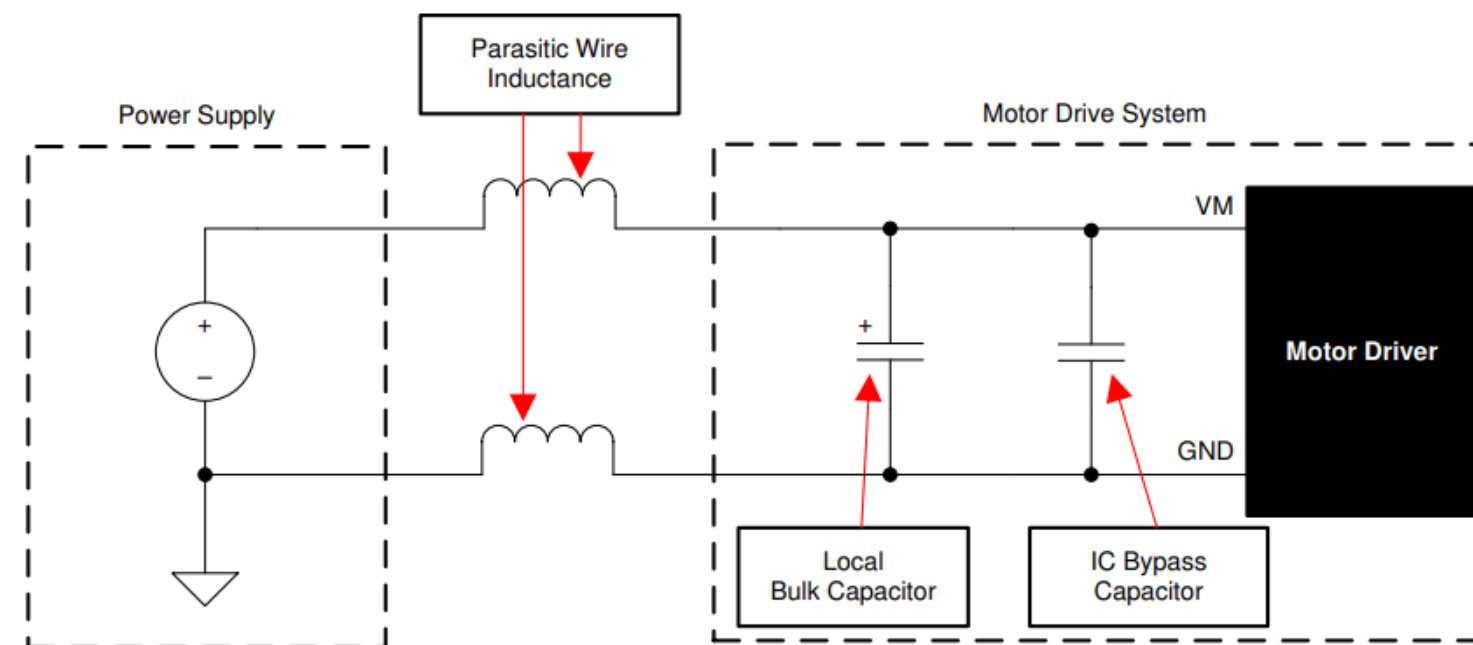 Parasitic Wire
Inductance
Power Supply
Motor Drive System
VM
+
–
+
Motor Driver
GND
Local
Bulk Capacitor
IC Bypass
Capacitor